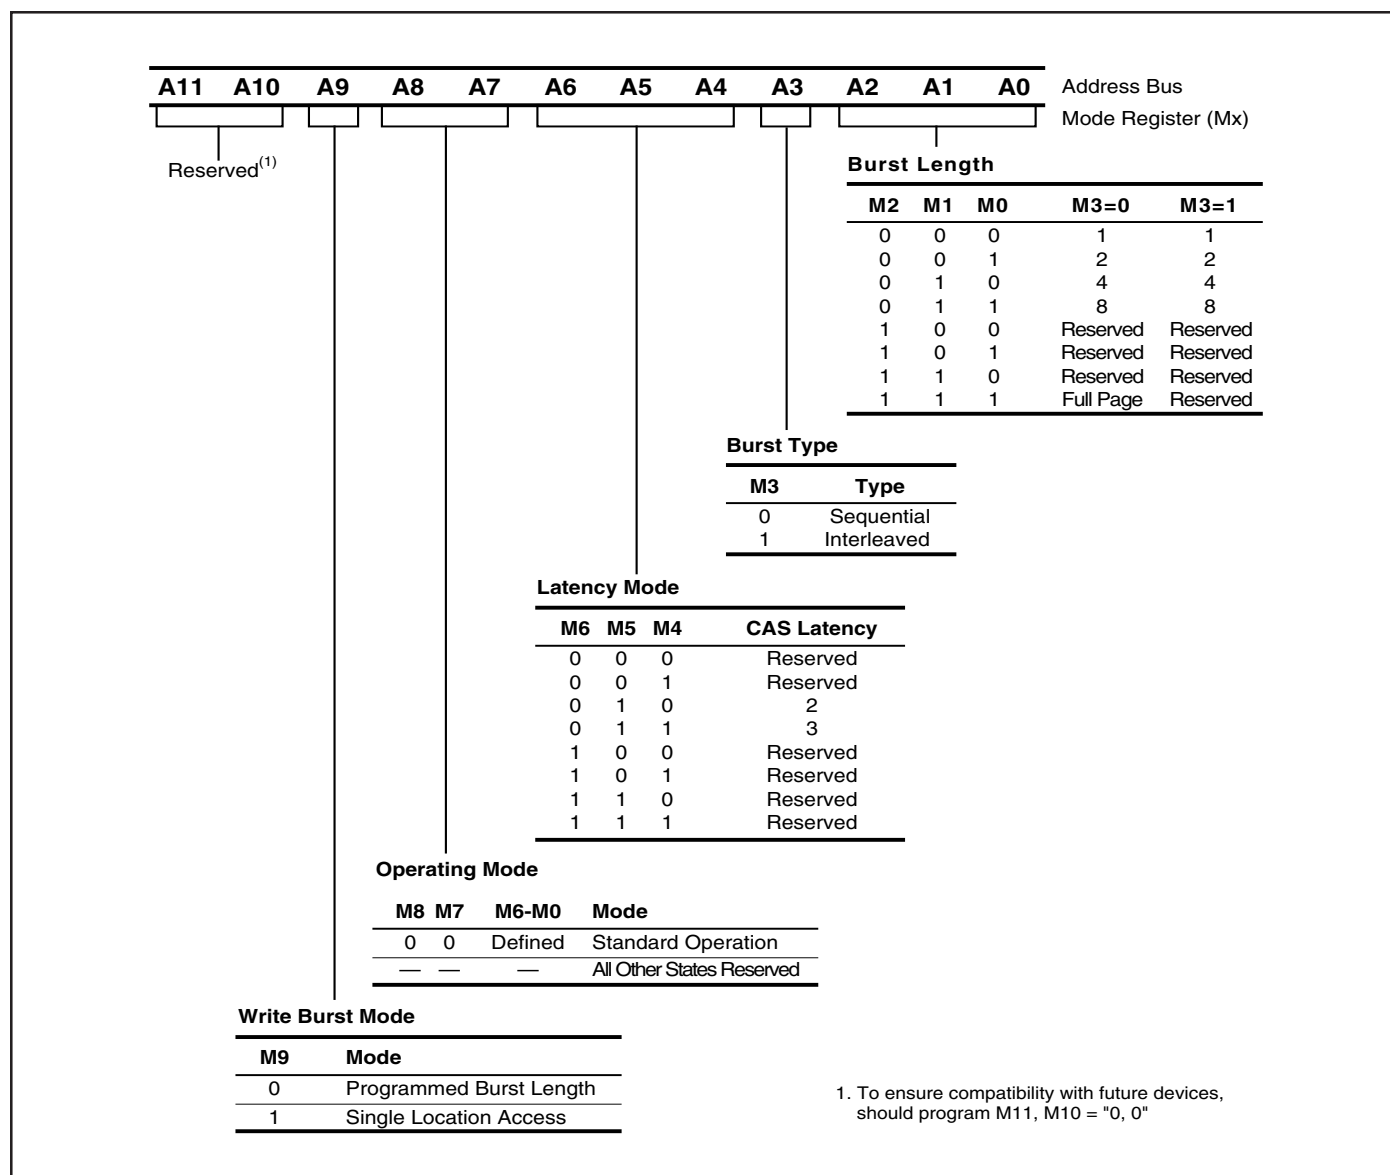 A11 A10 A9 A8 A7 A6 A5 A4 A3 A2 A1 A0 Address Bus
Mode Register (Mx)
Reserved(1)
Burst Length
M2 M1 M0 M3=0 M3=1
0 0 0 1 1
0 0 1 2 2
0 1 0 4 4
0 1 1 8 8
1 0 0 Reserved Reserved
1 0 1 Reserved Reserved
1 1 0 Reserved Reserved
1 1 1 Full Page Reserved
Burst Type
M3 Type
0 Sequential
1 Interleaved
Latency Mode
M6 M5 M4 CAS Latency
0 0 0 Reserved
0 0 1 Reserved
0 1 0 2
0 1 1 3
1 0 0 Reserved
1 0 1 Reserved
1 1 0 Reserved
1 1 1 Reserved
Operating Mode
M8 M7 M6-M0 Mode
0 0 Defined Standard Operation
— — — All Other States Reserved
Write Burst Mode
M9 Mode
0 Programmed Burst Length
1 Single Location Access
1. To ensure compatibility with future devices,
should program M11, M10 = "0, 0"